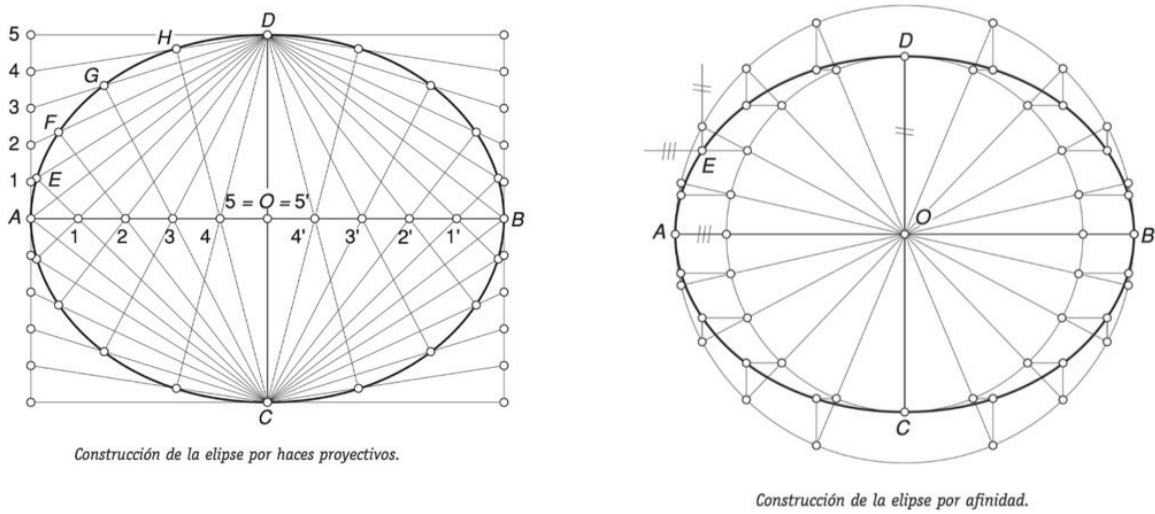 D
5
H
4
G
3
F
2
1
E
5 = O = 5'
A
B
1
2
3
4
4'
3'
2'
1'
C
Construcción de la elipse por haces proyectivos.
D
E
O
A
B
C
Construcción de la elipse por afinidad.